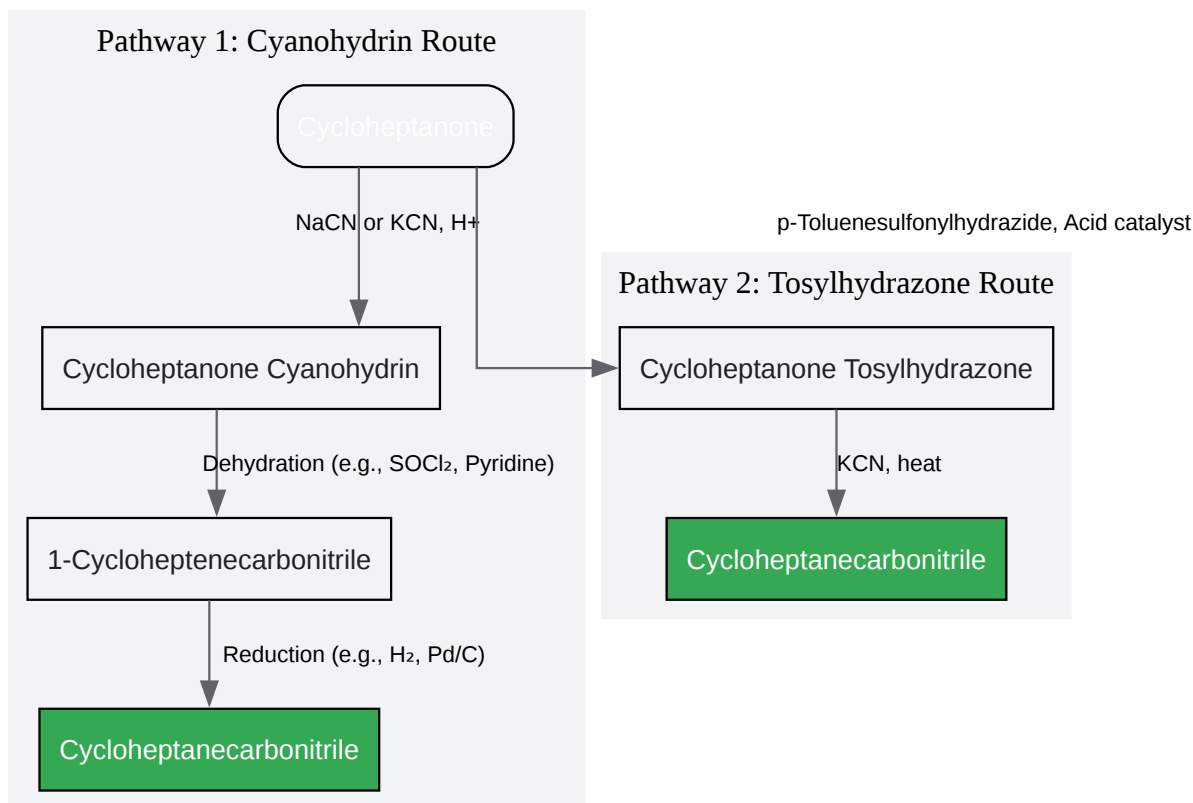 Pathway 1: Cyanohydrin Route
Cycloheptanone
NaCN or KCN, H+
p-Toluenesulfonylhydrazide, Acid catalyst
Pathway 2: Tosylhydrazone Route
Cycloheptanone Cyanohydrin
Cycloheptanone Tosylhydrazone
Dehydration (e.g., SOCl₂, Pyridine)
KCN, heat
1-Cycloheptenecarbonitrile
Cycloheptanecarbonitrile
Reduction (e.g., H₂, Pd/C)
Cycloheptanecarbonitrile